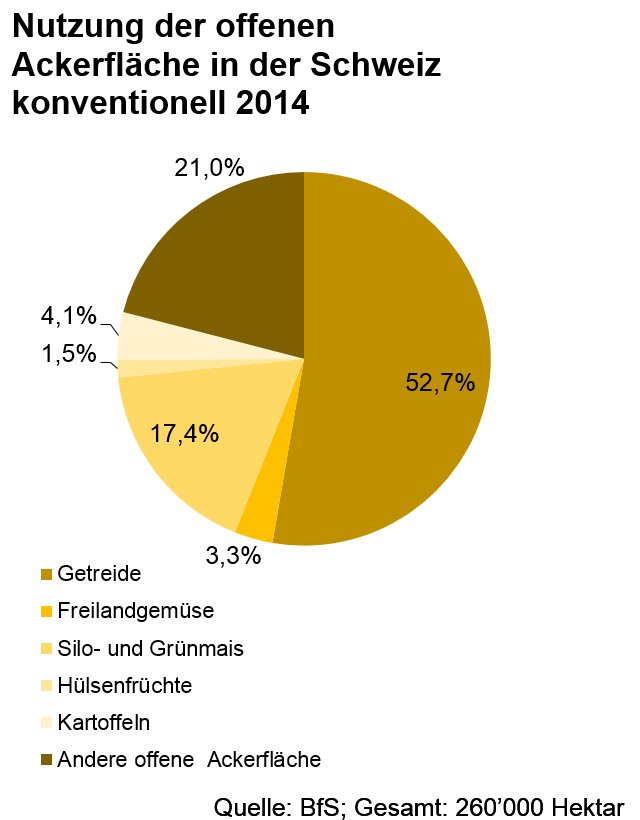 Nutzung der offenen
Ackerfläche in der Schweiz
konventionell 2014
21,0%
4,1%
1,5%
52,7%
17,4%
3,3%
Getreide
Freilandgemüse
Silo- und Grünmais
Hülsenfrüchte
Kartoffeln
Andere offene  Ackerfläche
Quelle: BfS; Gesamt: 260’000 Hektar